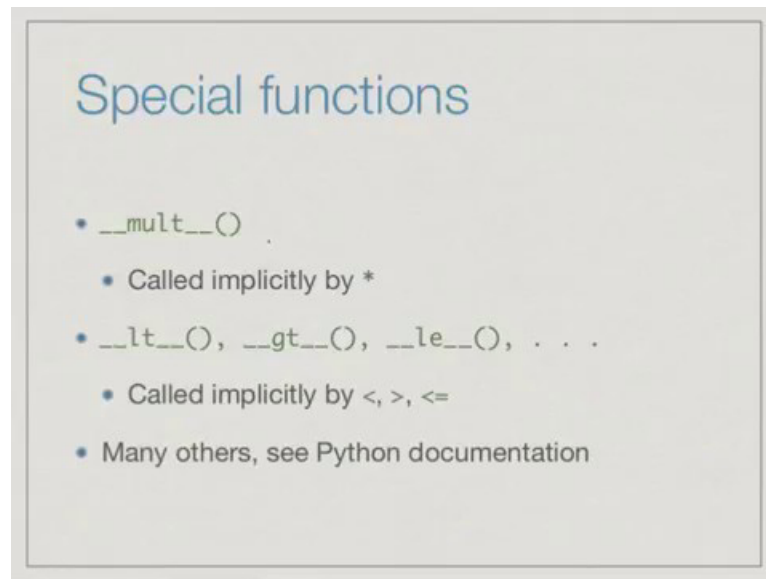 Special functions
• __mult__()
• Called implicitly by *
• __lt__(), __gt__(), __le__(), . . .
• Called implicitly by <, >, <=
• Many others, see Python documentation